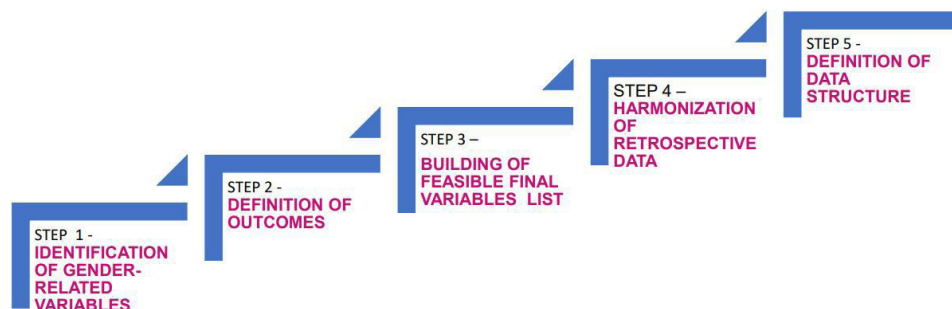 STEP 1 -
IDENTIFICATION
OF GENDER-
RELATED
VARIABLES
STEP 2 -
DEFINITION OF
OUTCOMES
STEP 3 –
BUILDING OF
FEASIBLE FINAL
VARIABLES LIST
STEP 4 –
HARMONIZATION
OF
RETROSPECTIVE
DATA
STEP 5 -
DEFINITION OF
DATA
STRUCTURE